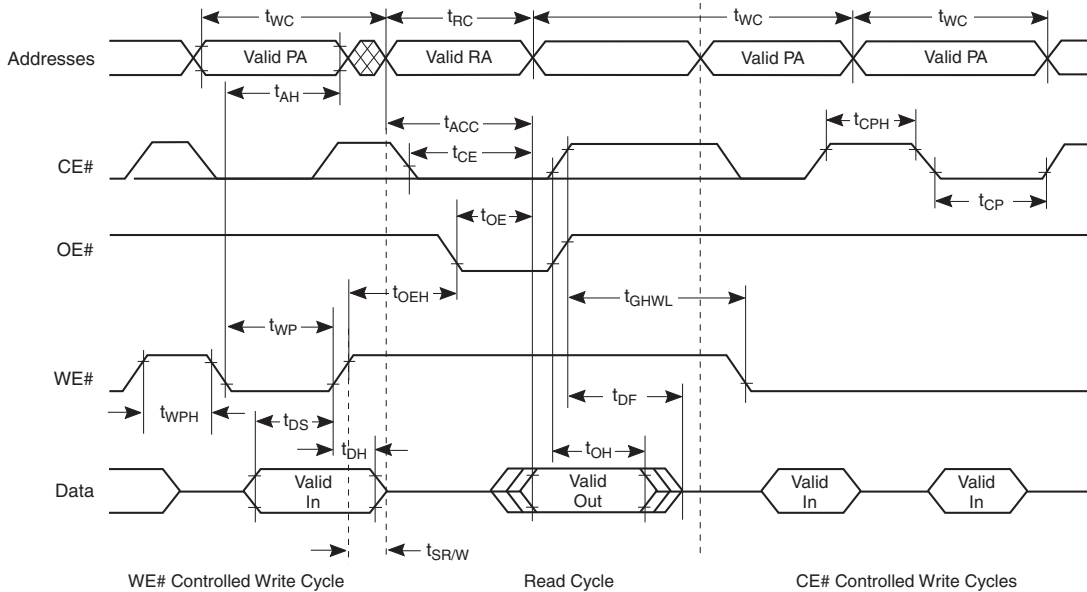 tWC tRC tWC tWC
Addresses Valid PA Valid RA Valid PA Valid PA
tAH
tACC tCPH
tCE
CE#
tCP
tOE
OE#
tOEH tGHWL
tWP
WE#
tWPH tDS tDF
tDH tOH
Data Valid In Valid Out Valid In Valid In
tSR/W
WE# Controlled Write Cycle Read Cycle CE# Controlled Write Cycles